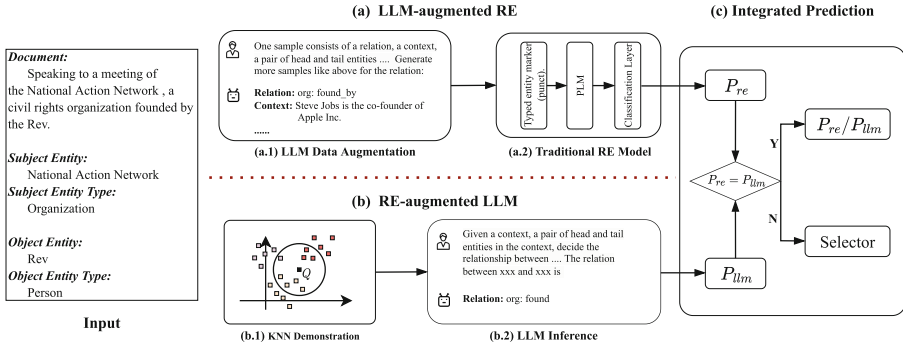 (a) LLM-augmented RE
(c) Integrated Prediction
Document:
Speaking to a meeting of
the National Action Network , a
civil rights organization founded by
the Rev.
Subject Entity:
National Action Network
Subject Entity Type:
Organization
Object Entity:
Rev
Object Entity Type:
Person
Input
One sample consists of a relation, a context,
a pair of head and tail entities .... Generate
more samples like above for the relation:
Relation: org: found_by
Context: Steve Jobs is the co-founder of
Apple Inc.
......
(a.1) LLM Data Augmentation
Typed entity marker
(punct).
PLM
Classification Layer
(a.2) Traditional RE Model
(b) RE-augmented LLM
Q
(b.1) KNN Demonstration
Given a context, a pair of head and tail
entities in the context, decide the
relationship between .... The relation
between xxx and xxx is
Relation: org: found
(b.2) LLM Inference
P_re
P_re = P_llm
P_llm
Y
P_re/P_llm
N
Selector